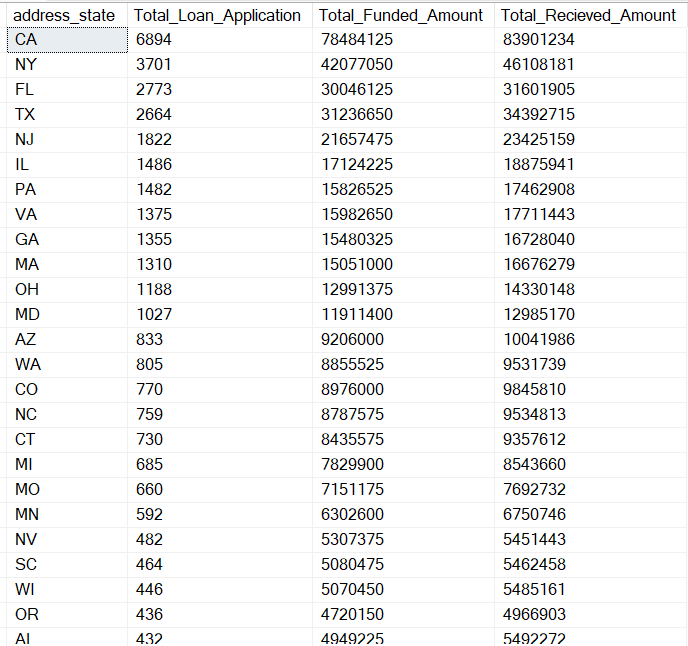 address_state Total_Loan_Application Total_Funded_Amount Total_Recieved_Amount
CA 6894 78484125 83901234
NY 3701 42077050 46108181
FL 2773 30046125 31601905
TX 2664 31236650 34392715
NJ 1822 21657475 23425159
IL 1486 17124225 18875941
PA 1482 15826525 17462908
VA 1375 15982650 17711443
GA 1355 15480325 16728040
MA 1310 15051000 16676279
OH 1188 12991375 14330148
MD 1027 11911400 12985170
AZ 833 9206000 10041986
WA 805 8855525 9531739
CO 770 8976000 9845810
NC 759 8787575 9534813
CT 730 8435575 9357612
MI 685 7829900 8543660
MO 660 7151175 7692732
MN 592 6302600 6750746
NV 482 5307375 5451443
SC 464 5080475 5462458
WI 446 5070450 5485161
OR 436 4720150 4966903
AL 432 4949225 5492272